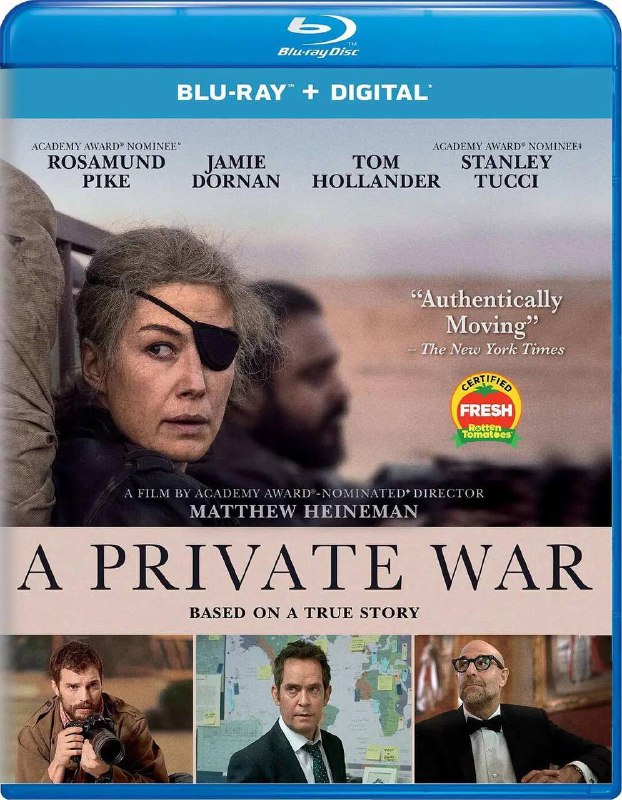 Blu-ray Disc™
BLU-RAY™ + DIGITAL*
ACADEMY AWARD® NOMINEE°
ROSAMUND
PIKE
JAMIE
DORNAN
TOM
HOLLANDER
ACADEMY AWARD® NOMINEE‡
STANLEY
TUCCI
“Authentically
Moving”
– The New York Times
CERTIFIED
FRESH
Rotten
Tomatoes®
A FILM BY ACADEMY AWARD®-NOMINATED♦ DIRECTOR
MATTHEW HEINEMAN
A PRIVATE WAR
BASED ON A TRUE STORY